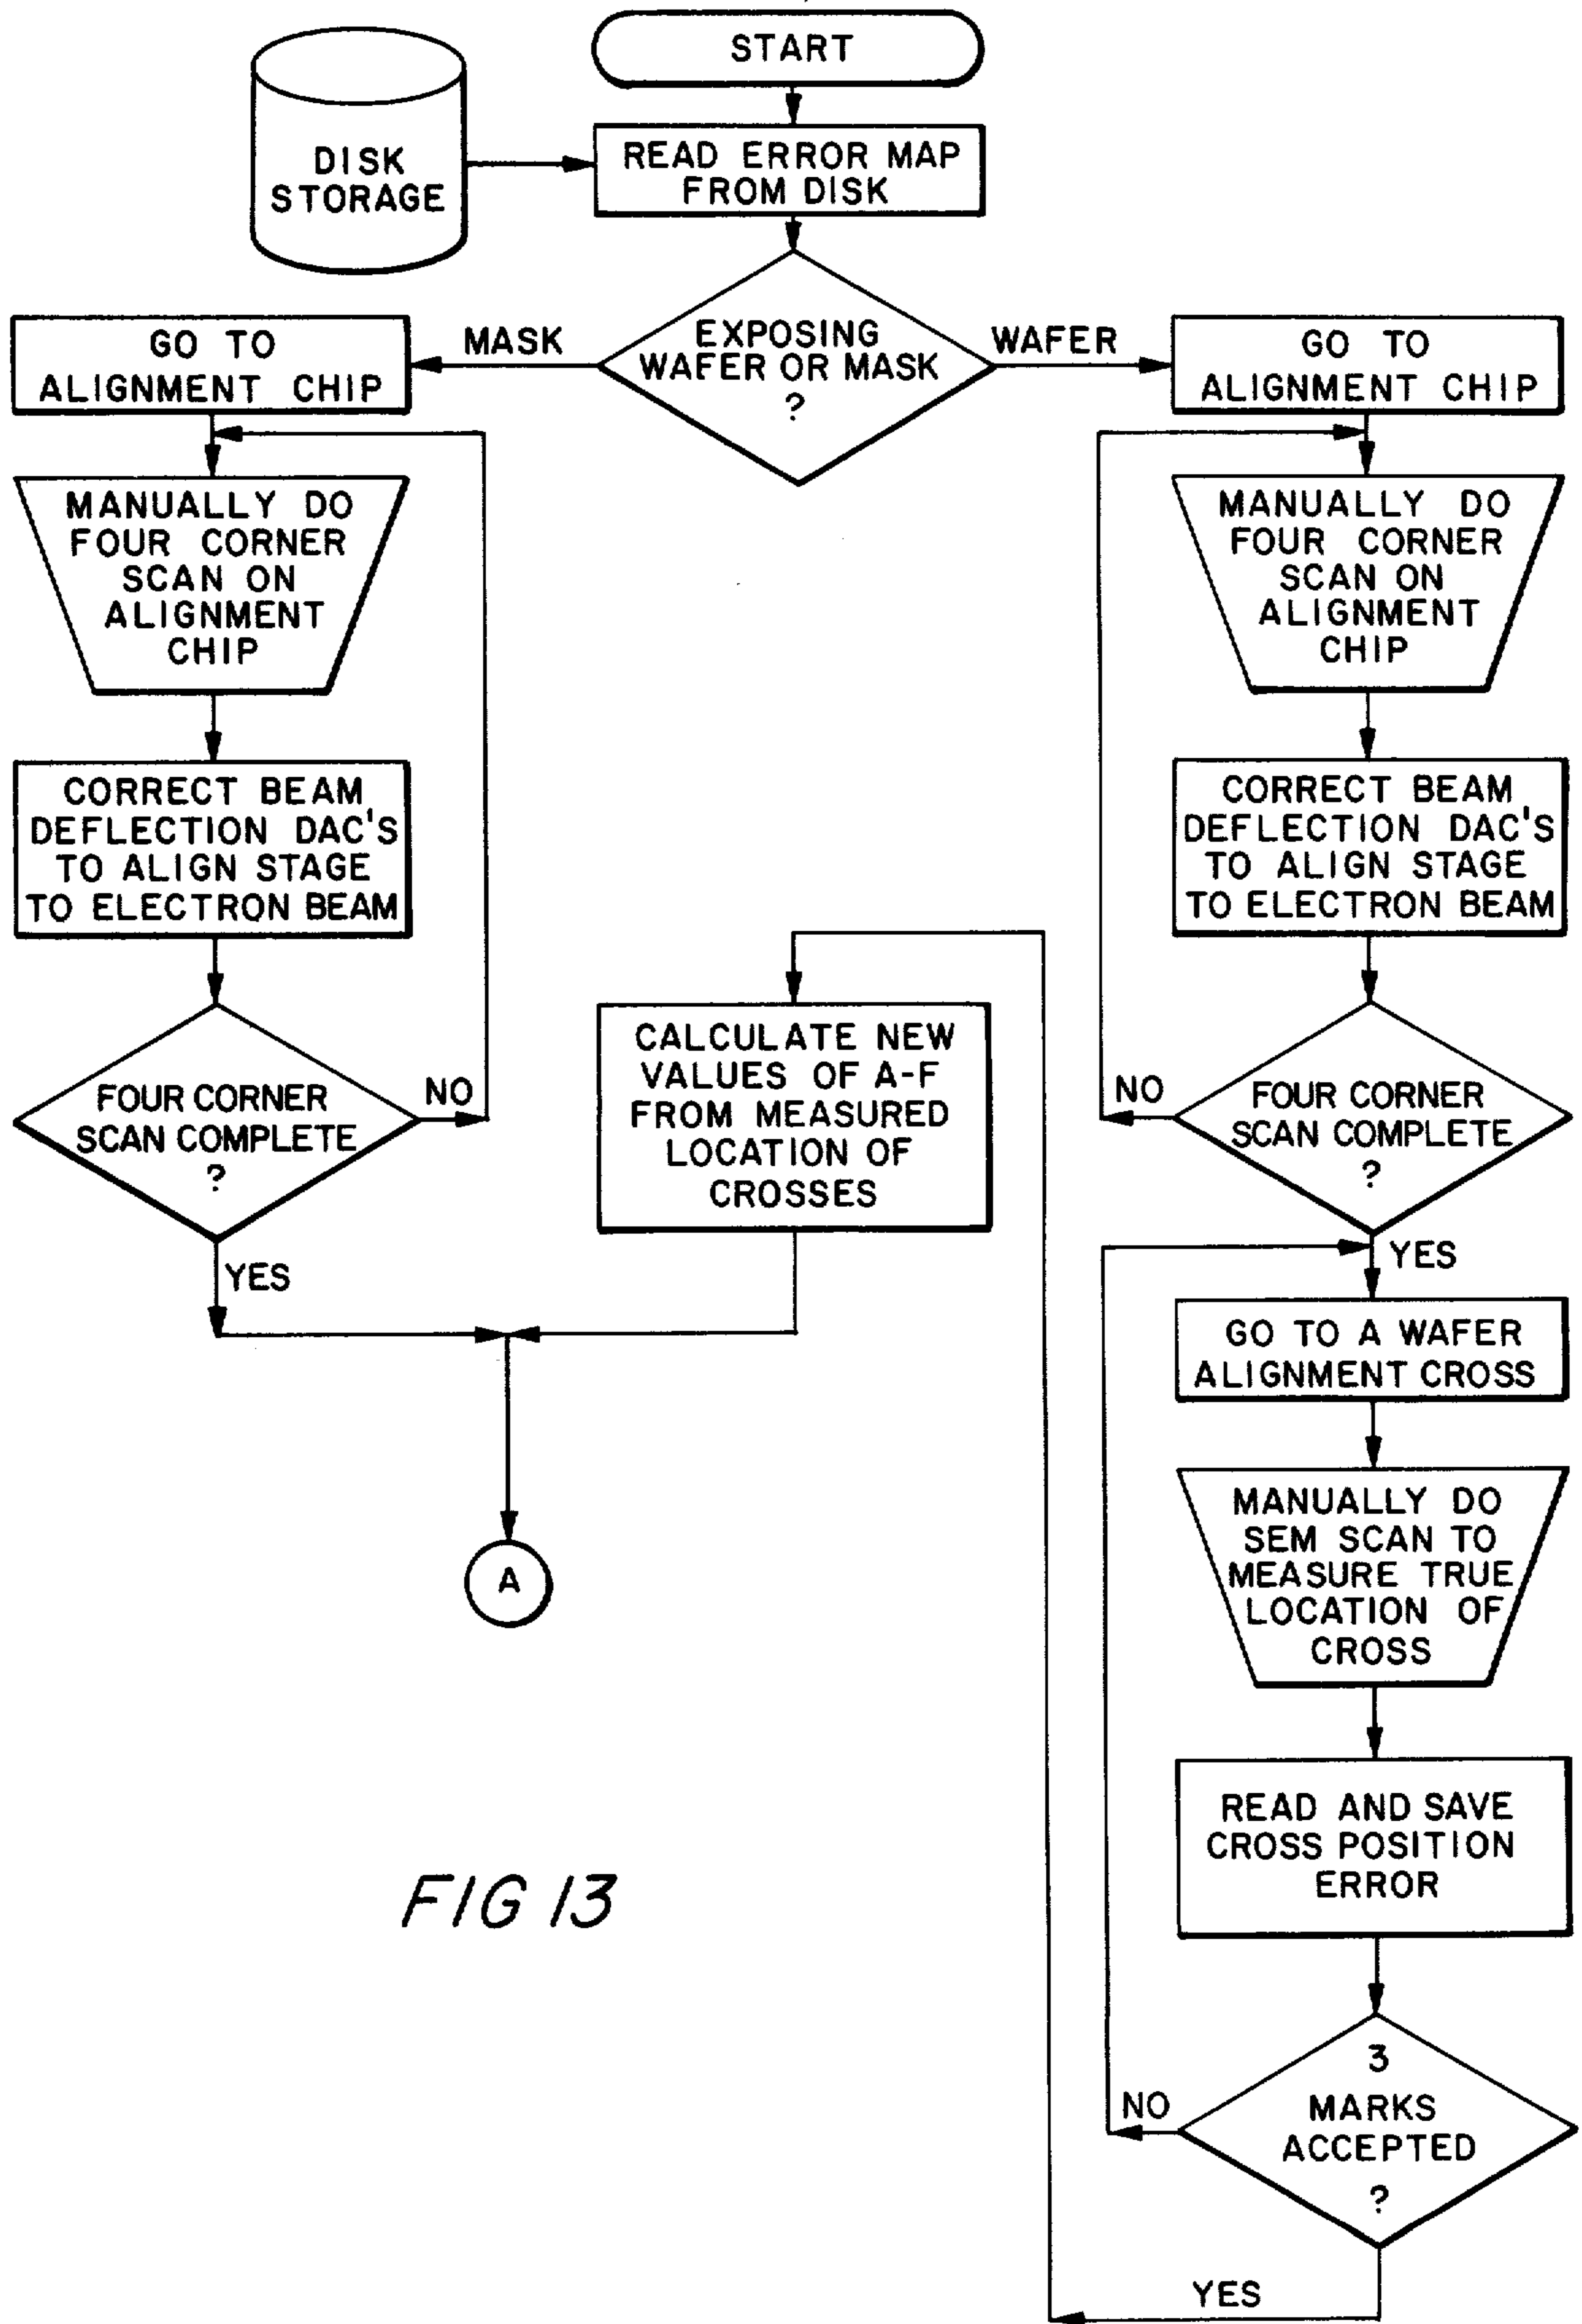 START
DISK
STORAGE
READ ERROR MAP
FROM DISK
EXPOSING
WAFER OR MASK
?
MASK
WAFER
GO TO
ALIGNMENT CHIP
MANUALLY DO
FOUR CORNER
SCAN ON
ALIGNMENT
CHIP
CORRECT BEAM
DEFLECTION DAC'S
TO ALIGN STAGE
TO ELECTRON BEAM
FOUR CORNER
SCAN COMPLETE
?
NO
YES
CALCULATE NEW
VALUES OF A-F
FROM MEASURED
LOCATION OF
CROSSES
A
GO TO
ALIGNMENT CHIP
MANUALLY DO
FOUR CORNER
SCAN ON
ALIGNMENT
CHIP
CORRECT BEAM
DEFLECTION DAC'S
TO ALIGN STAGE
TO ELECTRON BEAM
NO
FOUR CORNER
SCAN COMPLETE
?
YES
GO TO A WAFER
ALIGNMENT CROSS
MANUALLY DO
SEM SCAN TO
MEASURE TRUE
LOCATION OF
CROSS
READ AND SAVE
CROSS POSITION
ERROR
3
MARKS
ACCEPTED
?
NO
YES
FIG 13